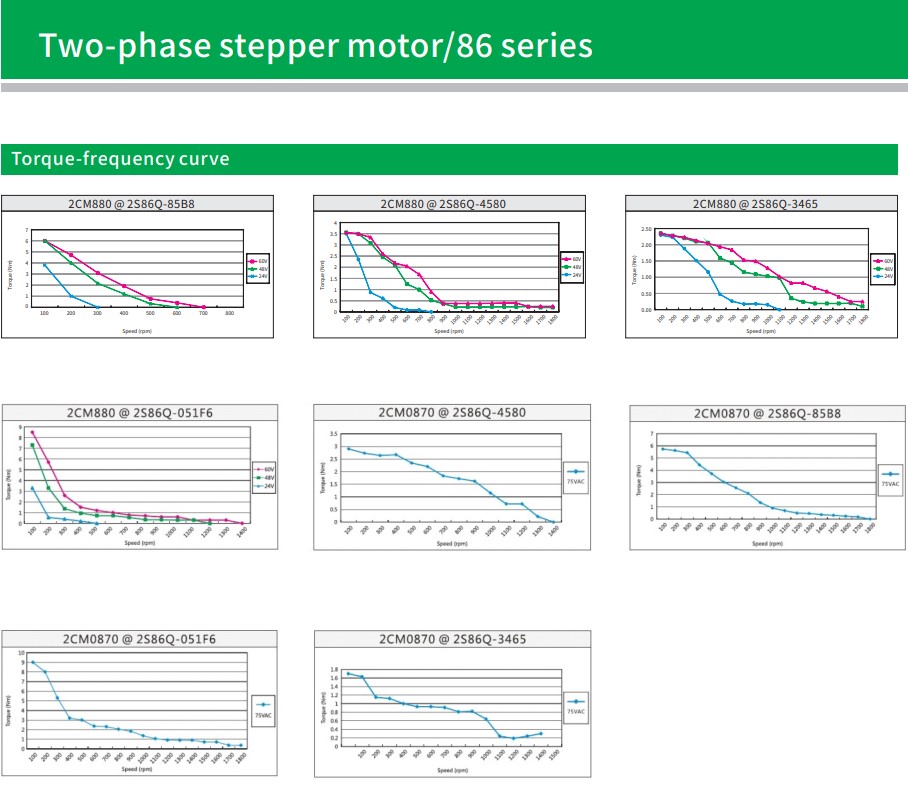 Two-phase stepper motor/86 series
Torque-frequency curve
2CM880 @ 2S86Q-85B8
7
6
5
4
3
2
1
0
Torque (Nm)
100 200 300 400 500 600 700 800
Speed (rpm)
60V
48V
24V
2CM880 @ 2S86Q-4580
4
3.5
3
2.5
2
1.5
1
0.5
0
Torque (Nm)
100 200 300 400 500 600 700 800 900 1000 1100 1200 1300 1400 1500 1600 1700 1800
Speed (rpm)
60V
48V
24V
2CM880 @ 2S86Q-3465
2.50
2.00
1.50
1.00
0.50
0.00
Torque (Nm)
100 200 300 400 500 600 700 800 900 1000 1100 1200 1300 1400 1500 1600 1700 1800
Speed (rpm)
60V
48V
24V
2CM880 @ 2S86Q-051F6
9
8
7
6
5
4
3
2
1
0
Torque (Nm)
100 200 300 400 500 600 700 800 900 1000 1100 1200 1300 1400
Speed (rpm)
60V
48V
24V
2CM0870 @ 2S86Q-4580
3.5
3
2.5
2
1.5
1
0.5
0
Torque (Nm)
100 200 300 400 500 600 700 800 900 1000 1100 1200 1300 1400
Speed (rpm)
75VAC
2CM0870 @ 2S86Q-85B8
7
6
5
4
3
2
1
0
Torque (Nm)
100 200 300 400 500 600 700 800 900 1000 1100 1200 1300 1400 1500 1600 1700 1800
Speed (rpm)
75VAC
2CM0870 @ 2S86Q-051F6
10
9
8
7
6
5
4
3
2
1
0
Torque (Nm)
100 200 300 400 500 600 700 800 900 1000 1100 1200 1300 1400 1500 1600 1700 1800
Speed (rpm)
75VAC
2CM0870 @ 2S86Q-3465
1.8
1.6
1.4
1.2
1
0.8
0.6
0.4
0.2
0
Torque (Nm)
100 200 300 400 500 600 700 800 900 1000 1100 1200 1300 1400 1500
Speed (rpm)
75VAC